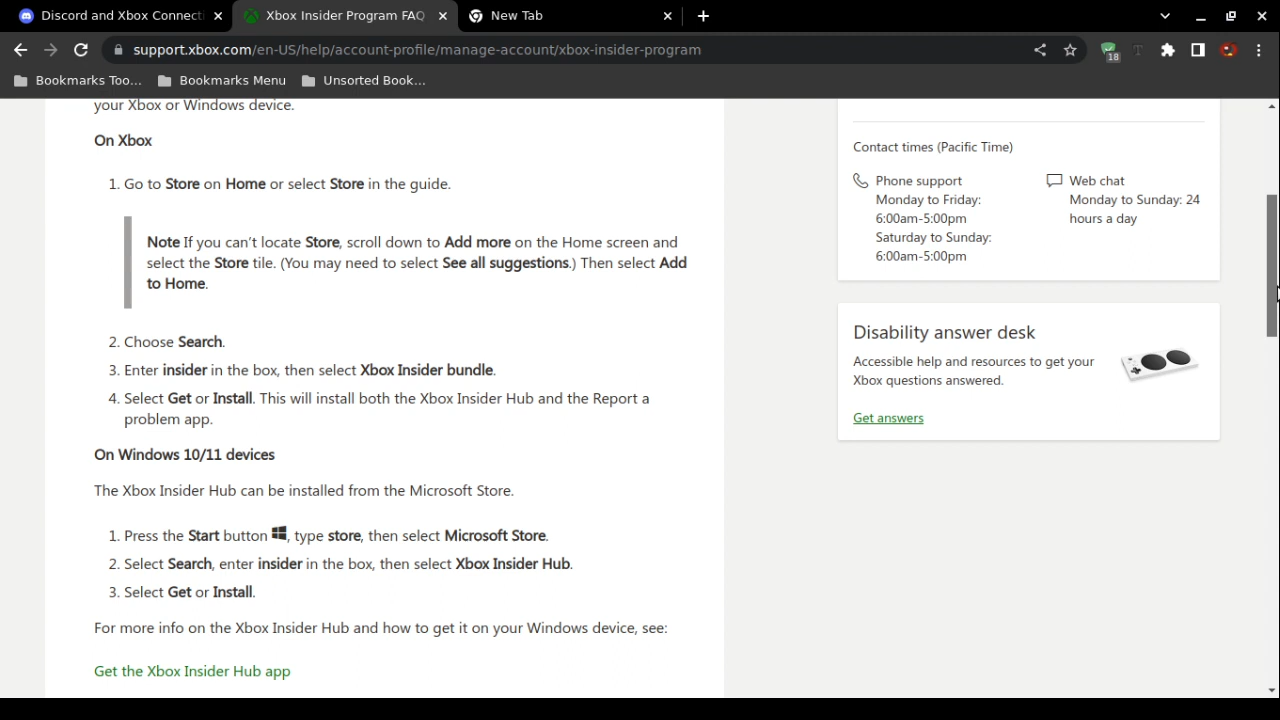 Discord and Xbox Connecti
Xbox Insider Program FAQ
New Tab
support.xbox.com/en-US/help/account-profile/manage-account/xbox-insider-program
18
Bookmarks Too...
Bookmarks Menu
Unsorted Book...
your Xbox or Windows device.
On Xbox
1. Go to Store on Home or select Store in the guide.
Note If you can't locate Store, scroll down to Add more on the Home screen and
select the Store tile. (You may need to select See all suggestions.) Then select Add
to Home.
2. Choose Search.
3. Enter insider in the box, then select Xbox Insider bundle.
4. Select Get or Install. This will install both the Xbox Insider Hub and the Report a
problem app.
On Windows 10/11 devices
The Xbox Insider Hub can be installed from the Microsoft Store.
1. Press the Start button , type store, then select Microsoft Store.
2. Select Search, enter insider in the box, then select Xbox Insider Hub.
3. Select Get or Install.
For more info on the Xbox Insider Hub and how to get it on your Windows device, see:
Get the Xbox Insider Hub app
Contact times (Pacific Time)
Phone support
Monday to Friday:
6:00am-5:00pm
Saturday to Sunday:
6:00am-5:00pm
Web chat
Monday to Sunday: 24
hours a day
Disability answer desk
Accessible help and resources to get your
Xbox questions answered.
Get answers